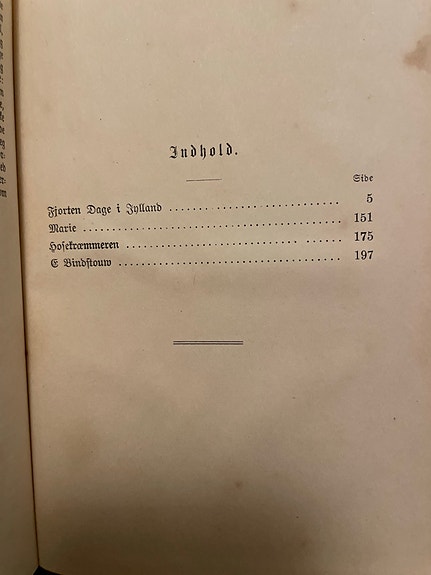 Indhold.
Side
Fjorten Dage i Jylland ............................ 5
Marie ............................................ 151
Hosekræmmeren .............................. ...... 175
E Bindstouw ..................................... 197